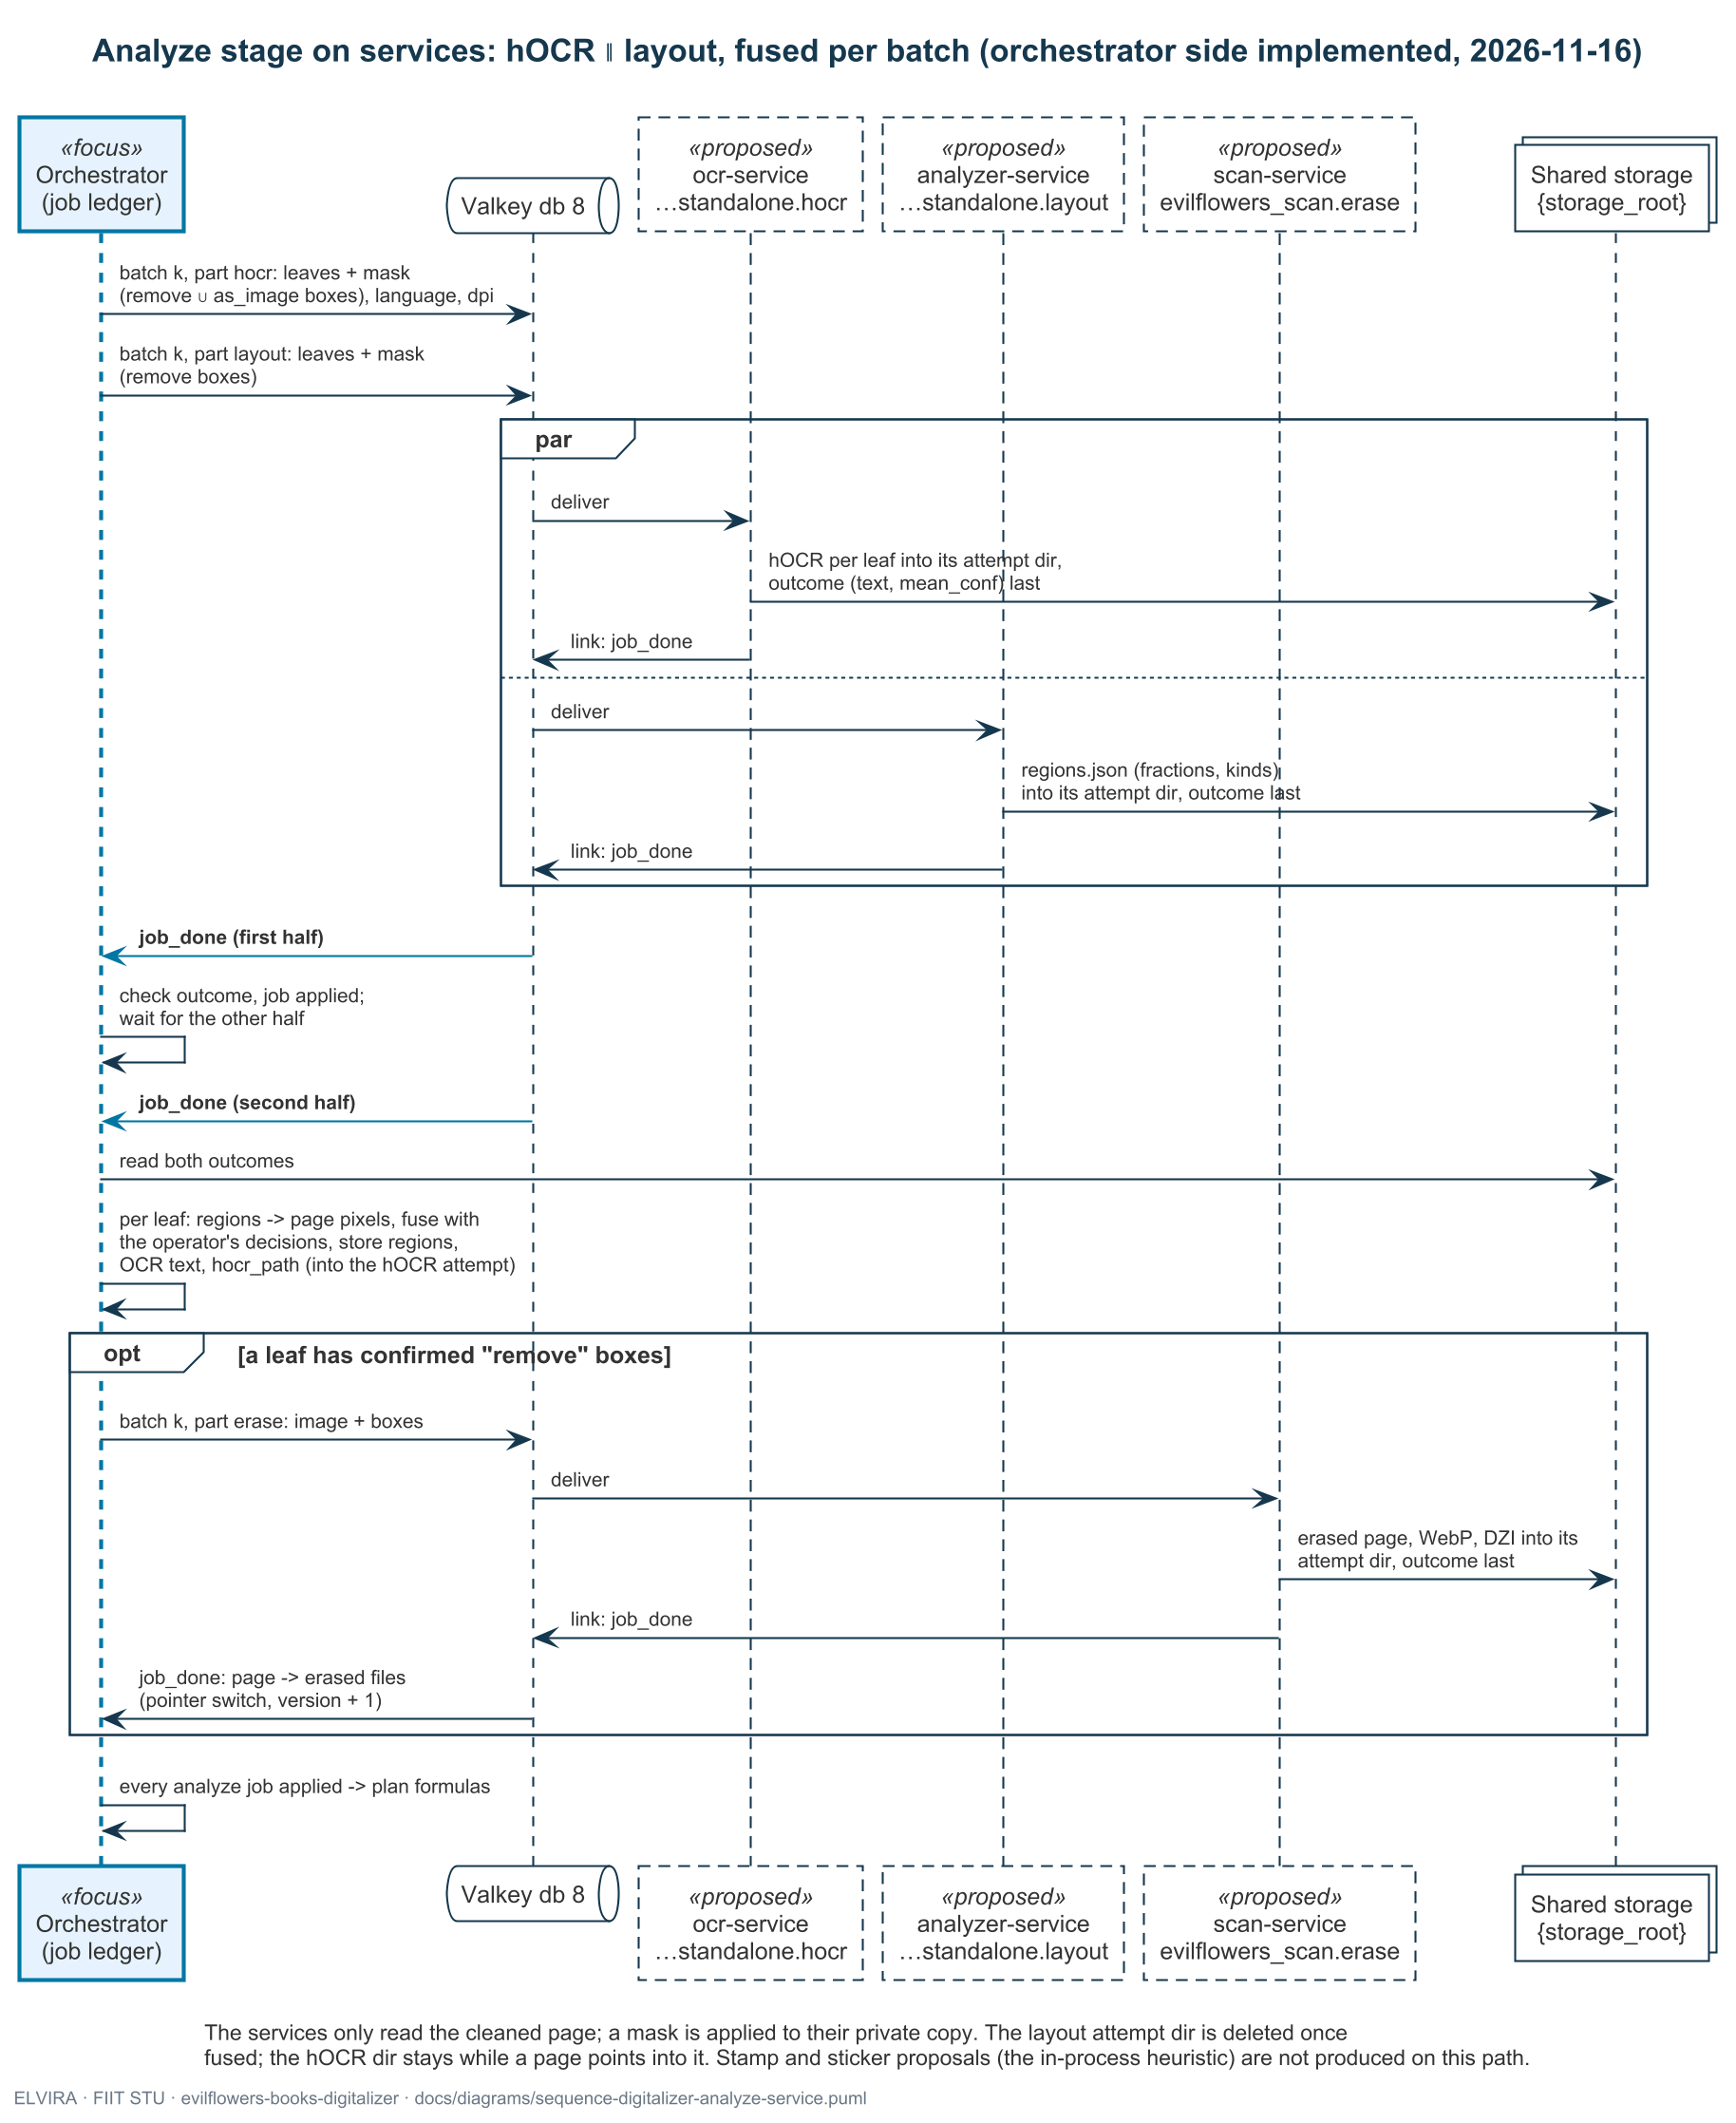 Analyze stage on services: hOCR ∥ layout, fused per batch (orchestrator side implemented, 2026-11-16)
«focus»
Orchestrator
(job ledger)
Valkey db 8
«proposed»
ocr-service
…standalone.hocr
«proposed»
analyzer-service
…standalone.layout
«proposed»
scan-service
evilflowers_scan.erase
Shared storage
{storage_root}
batch k, part hocr: leaves + mask
(remove ∪ as_image boxes), language, dpi
batch k, part layout: leaves + mask
(remove boxes)
par
deliver
hOCR per leaf into its attempt dir,
outcome (text, mean_conf) last
link: job_done
deliver
regions.json (fractions, kinds)
into its attempt dir, outcome last
link: job_done
job_done (first half)
check outcome, job applied;
wait for the other half
job_done (second half)
read both outcomes
per leaf: regions -> page pixels, fuse with
the operator's decisions, store regions,
OCR text, hocr_path (into the hOCR attempt)
opt
[a leaf has confirmed "remove" boxes]
batch k, part erase: image + boxes
deliver
erased page, WebP, DZI into its
attempt dir, outcome last
link: job_done
job_done: page -> erased files
(pointer switch, version + 1)
every analyze job applied -> plan formulas
«focus»
Orchestrator
(job ledger)
Valkey db 8
«proposed»
ocr-service
…standalone.hocr
«proposed»
analyzer-service
…standalone.layout
«proposed»
scan-service
evilflowers_scan.erase
Shared storage
{storage_root}
The services only read the cleaned page; a mask is applied to their private copy. The layout attempt dir is deleted once
fused; the hOCR dir stays while a page points into it. Stamp and sticker proposals (the in-process heuristic) are not produced on this path.
ELVIRA · FIIT STU · evilflowers-books-digitalizer · docs/diagrams/sequence-digitalizer-analyze-service.puml